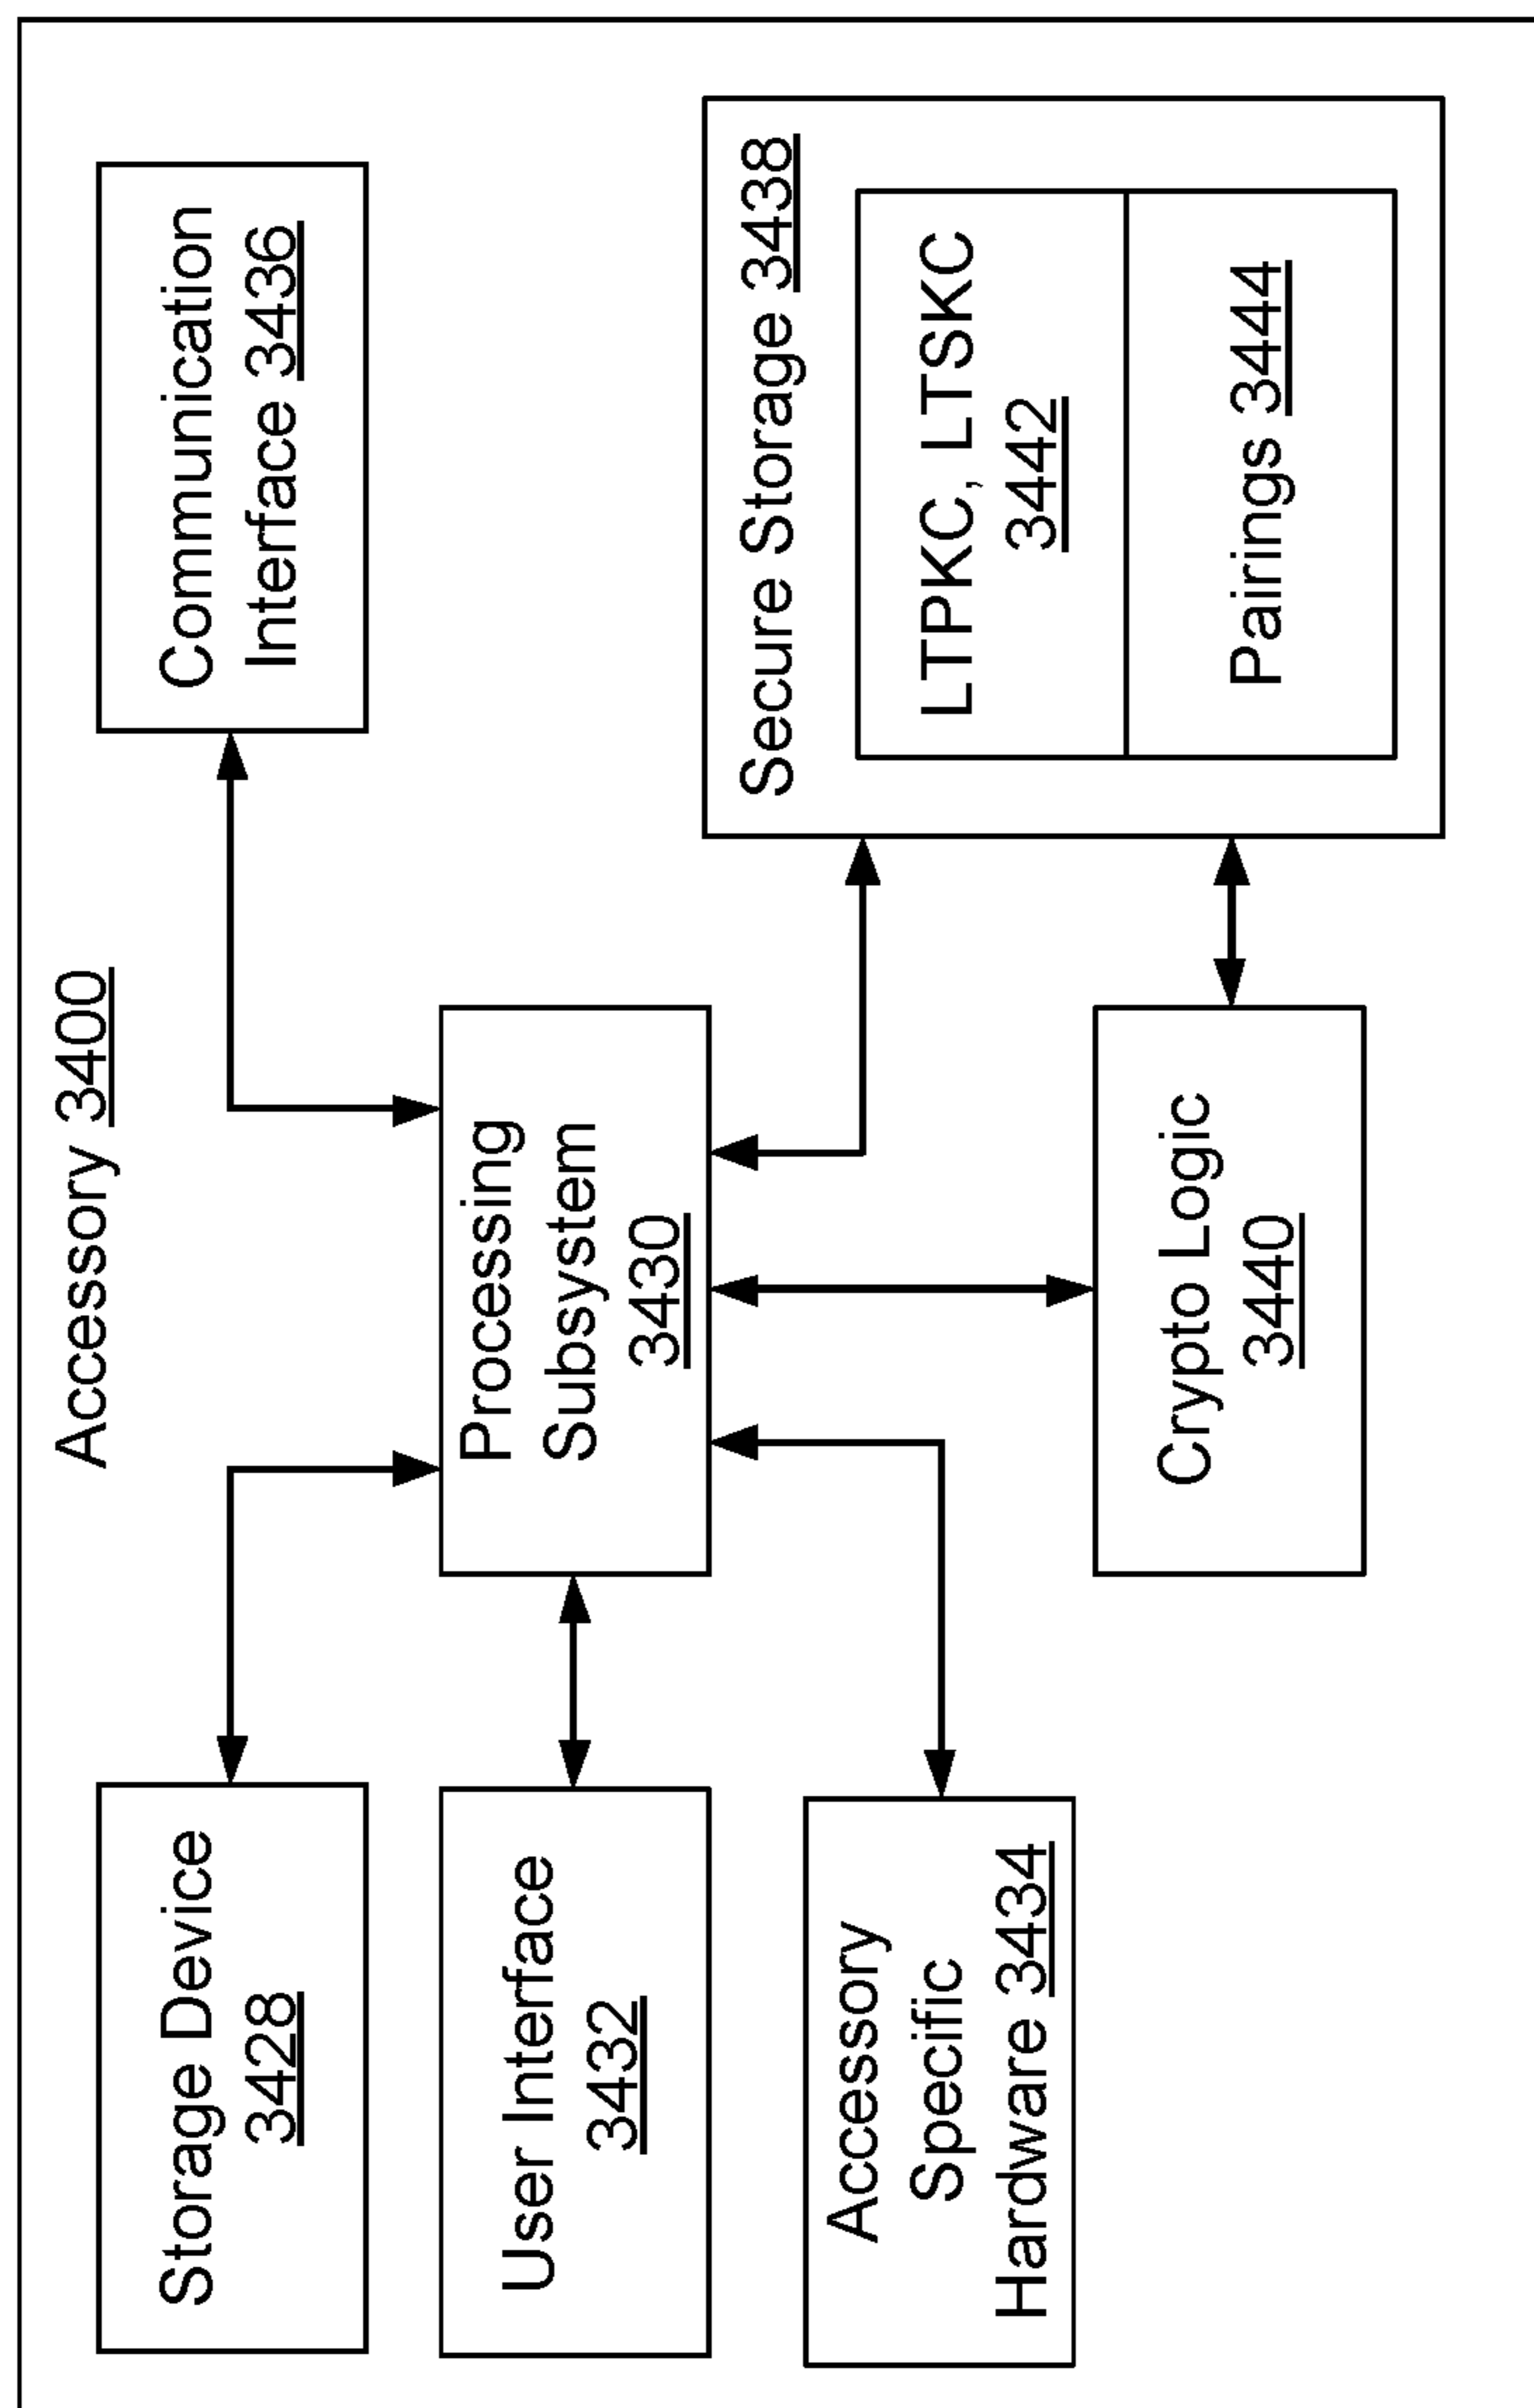 Accessory 3400
Storage Device
3428
Communication
Interface 3436
User Interface
3432
Processing
Subsystem
3430
Accessory
Specific
Hardware 3434
Crypto Logic
3440
Secure Storage 3438
LTPKC, LTSKC
3442
Pairings 3444